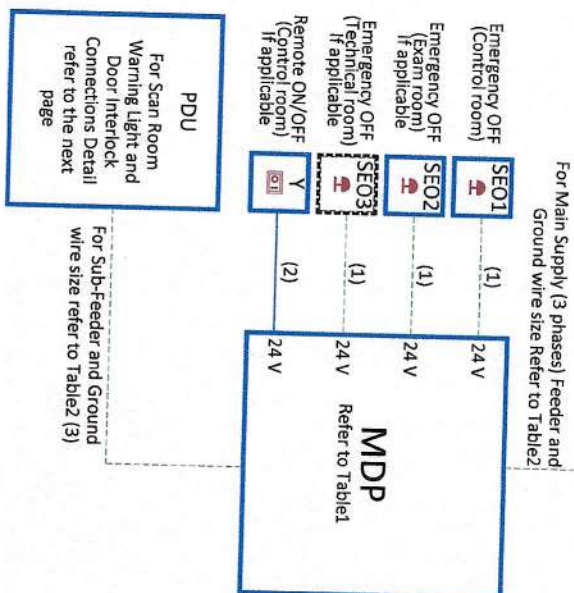 For Main Supply (3 phases) Feeder and
Ground wire size Refer to Table2
Emergency OFF
(Control room)
SEO1
(1)
24 V
Emergency OFF
(Exam room)
If applicable
SEO2
(1)
24 V
Emergency OFF
(Technical room)
If applicable
SEO3
(1)
24 V
Remote ON/OFF
(Control room)
If applicable
Y
(2)
24 V
MDP
Refer to Table1
PDU
For Scan Room
Warning Light and
Door Interlock
Connections Detail
refer to the next
page
For Sub-Feeder and Ground
wire size refer to Table2 (3)